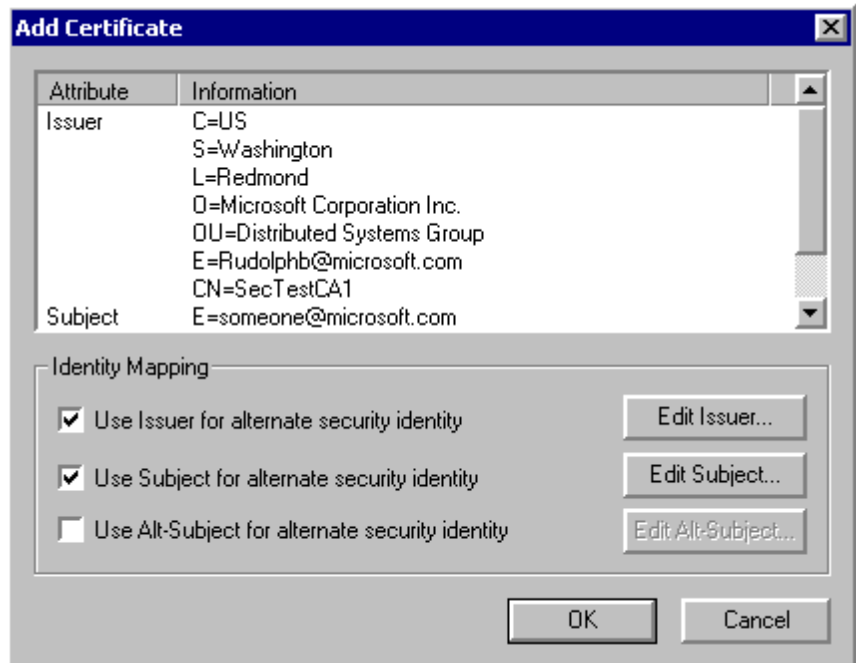 Add Certificate
Attribute Information
Issuer C=US
S=Washington
L=Redmond
O=Microsoft Corporation Inc.
OU=Distributed Systems Group
E=Rudolphb@microsoft.com
CN=SecTestCA1
Subject E=someone@microsoft.com
Identity Mapping
Use Issuer for alternate security identity Edit Issuer...
Use Subject for alternate security identity Edit Subject...
Use Alt-Subject for alternate security identity Edit Alt-Subject...
OK Cancel